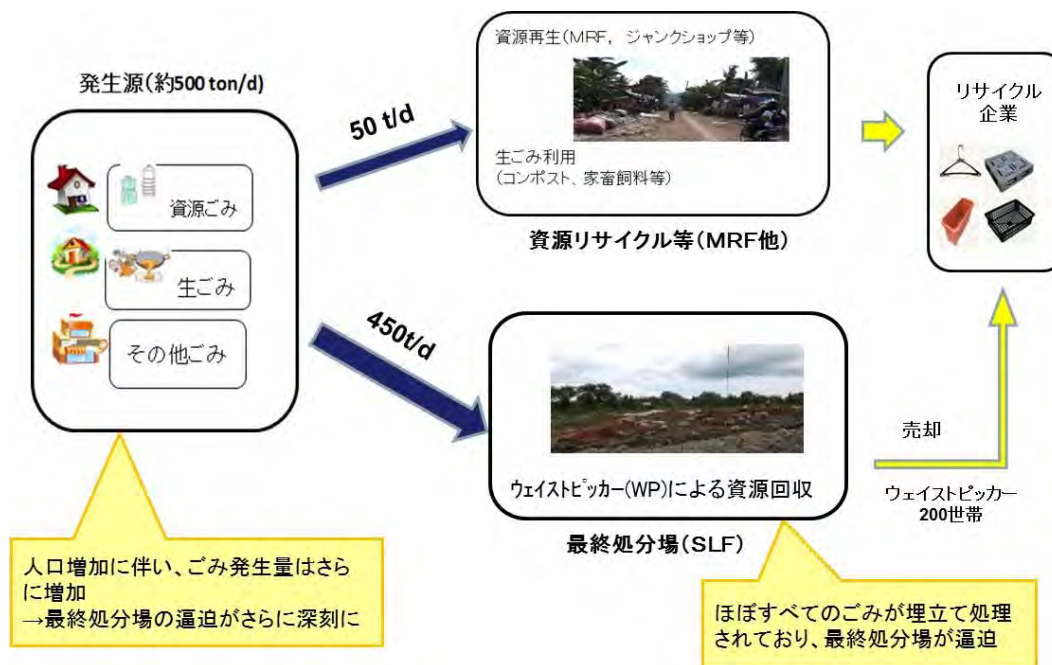 発生源(約500 ton/d)
資源ごみ
生ごみ
その他ごみ
50 t/d
450t/d
資源再生(MRF, ジャンクショップ等)
生ごみ利用
(コンポスト、家畜飼料等)
資源リサイクル等(MRF他)
リサイクル
企業
ウェイストピッカー(WP)による資源回収
最終処分場(SLF)
売却
ウェイストピッカー
200世帯
人口増加に伴い、ごみ発生量はさら
に増加
→最終処分場の逼迫がさらに深刻に
ほぼすべてのごみが埋立て処理
されており、最終処分場が逼迫